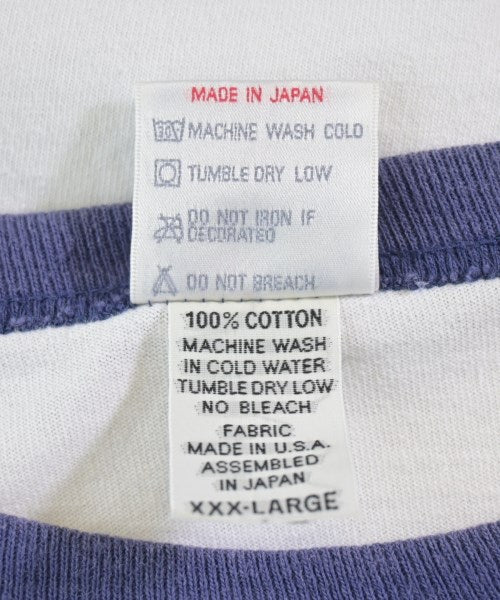 MADE IN JAPAN
MACHINE WASH COLD
TUMBLE DRY LOW
DO NOT IRON IF
DECORATED
DO NOT BREACH
100% COTTON
MACHINE WASH
IN COLD WATER
TUMBLE DRY LOW
NO BLEACH
FABRIC
MADE IN U.S.A.
ASSEMBLED
IN JAPAN
XXX-LARGE